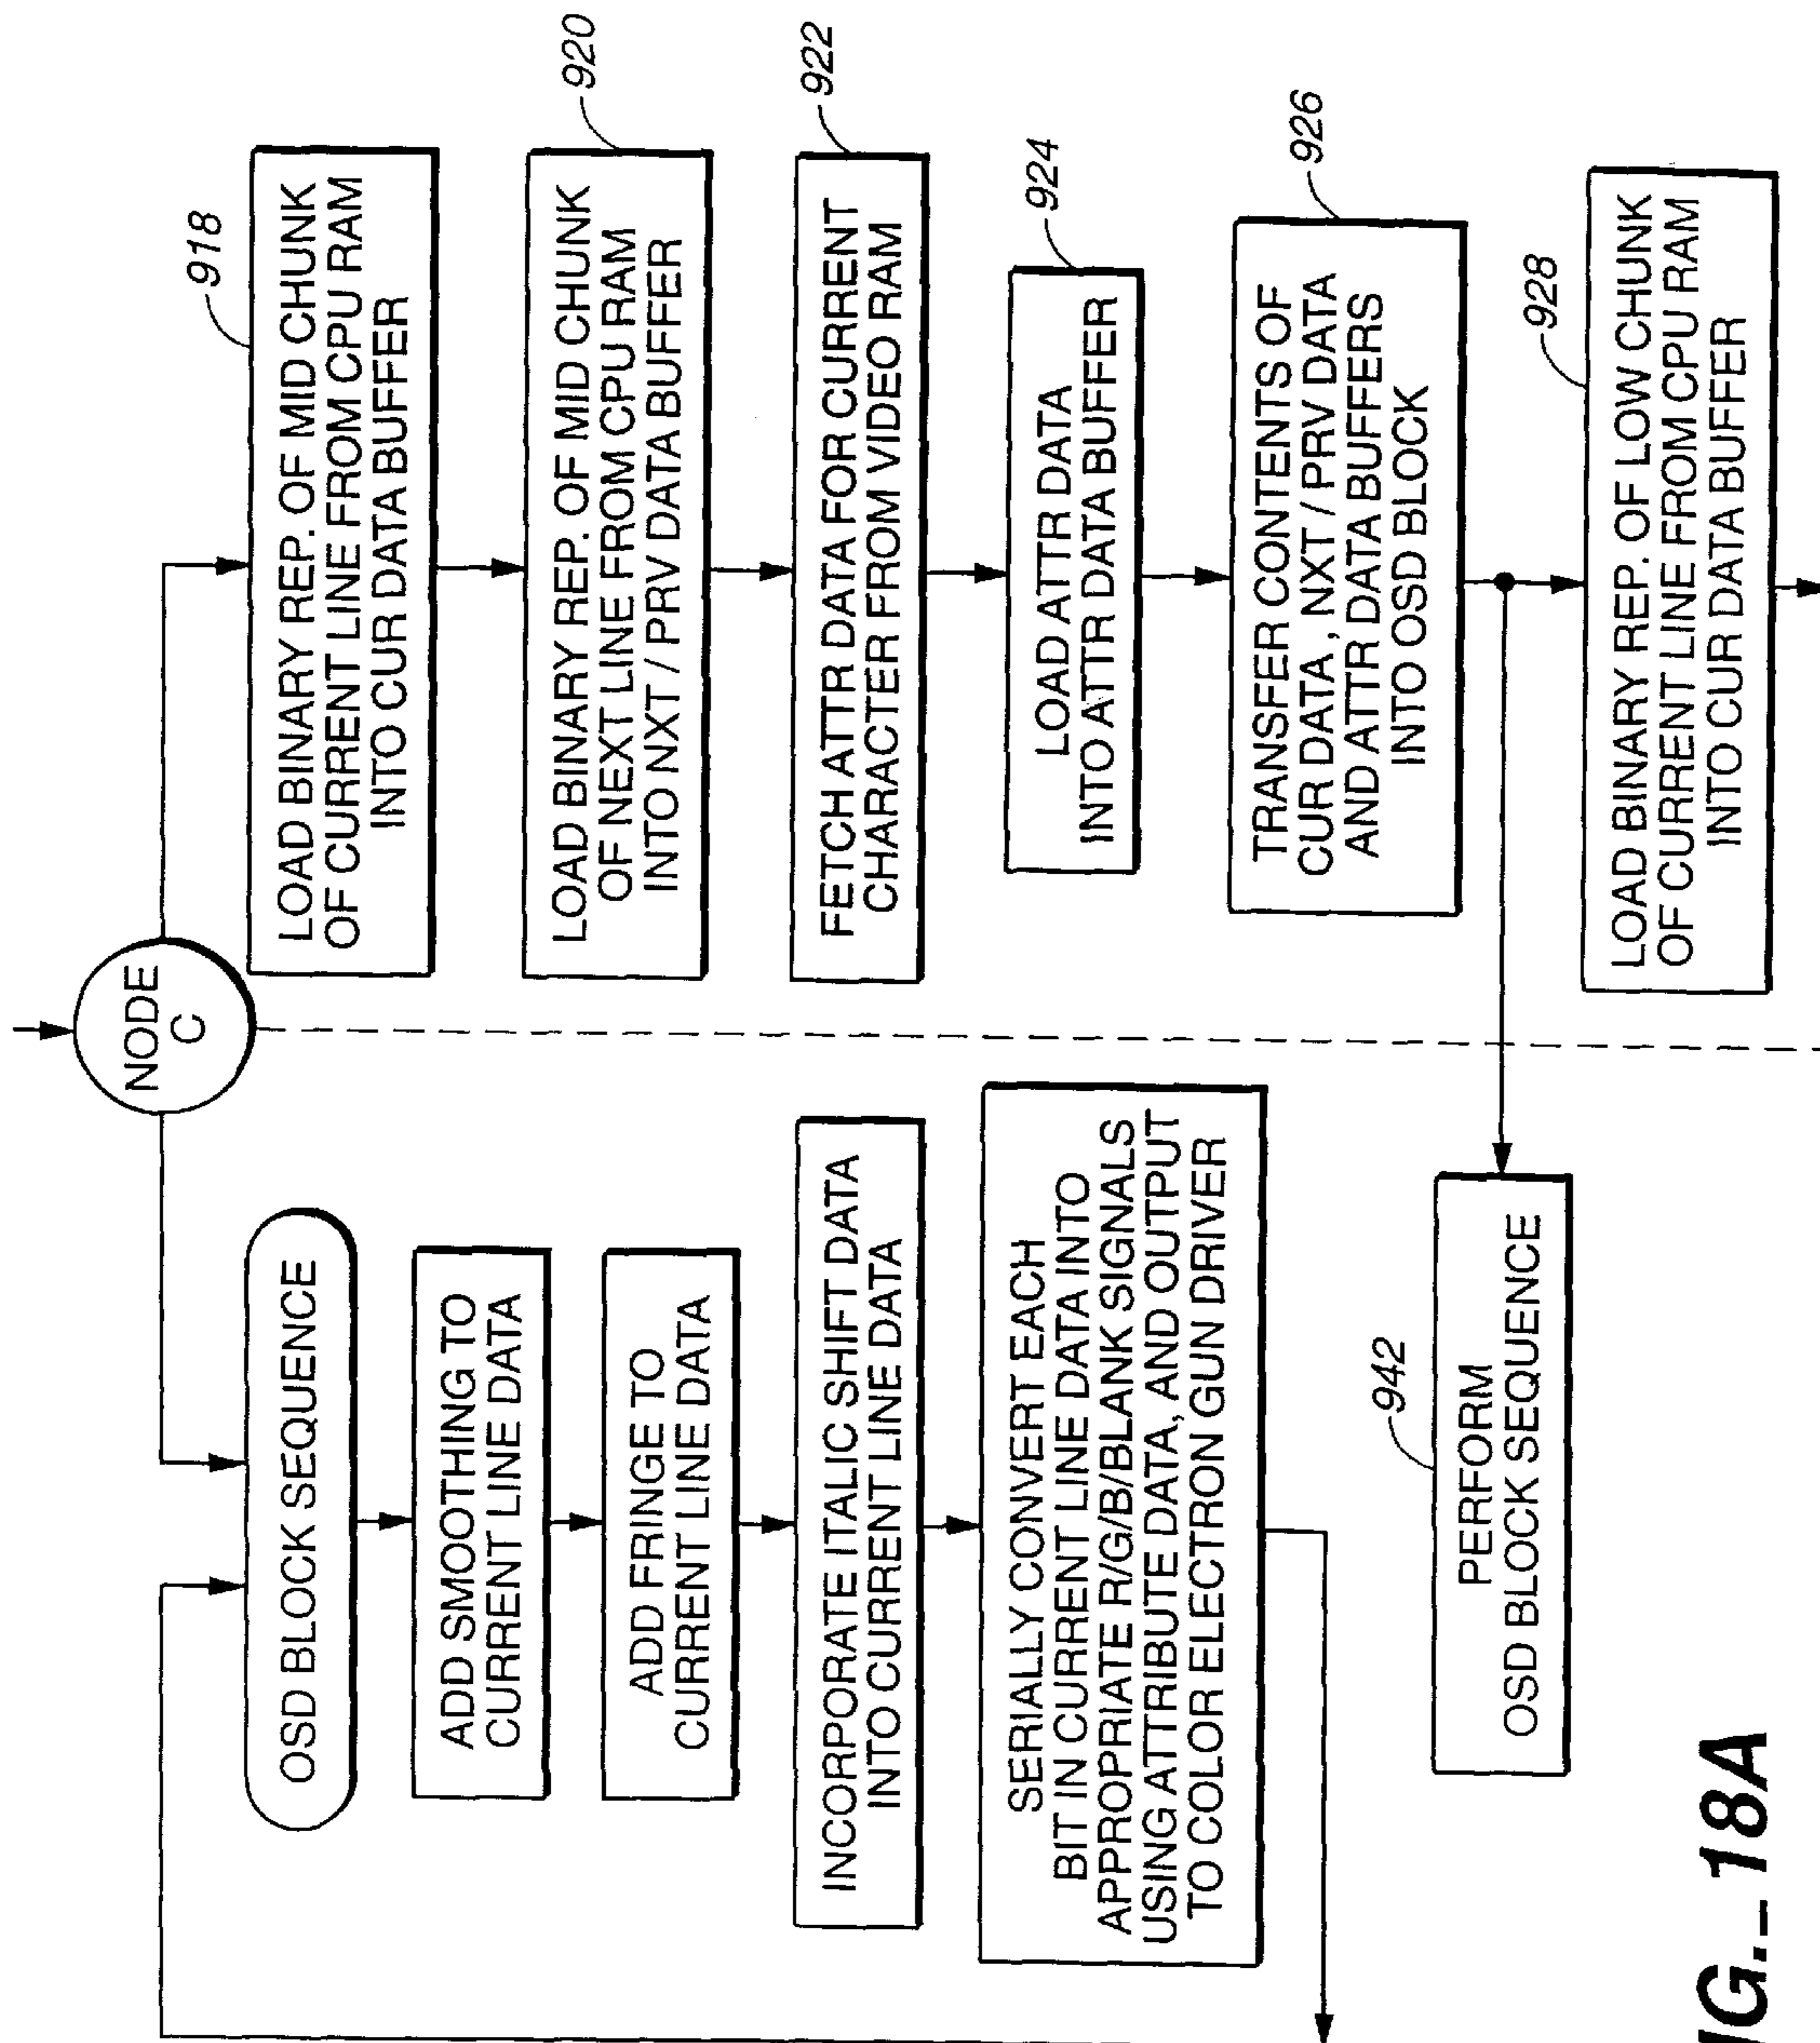 NODE
C
918
LOAD BINARY REP. OF MID CHUNK
OF CURRENT LINE FROM CPU RAM
INTO CUR DATA BUFFER
920
LOAD BINARY REP. OF MID CHUNK
OF NEXT LINE FROM CPU RAM
INTO NXT / PRV DATA BUFFER
922
FETCH ATTR DATA FOR CURRENT
CHARACTER FROM VIDEO RAM
924
LOAD ATTR DATA
INTO ATTR DATA BUFFER
926
TRANSFER CONTENTS OF
CUR DATA, NXT / PRV DATA
AND ATTR DATA BUFFERS
INTO OSD BLOCK
928
LOAD BINARY REP. OF LOW CHUNK
OF CURRENT LINE FROM CPU RAM
INTO CUR DATA BUFFER
OSD BLOCK SEQUENCE
ADD SMOOTHING TO
CURRENT LINE DATA
ADD FRINGE TO
CURRENT LINE DATA
INCORPORATE ITALIC SHIFT DATA
INTO CURRENT LINE DATA
SERIALLY CONVERT EACH
BIT IN CURRENT LINE DATA INTO
APPROPRIATE R/G/B/BLANK SIGNALS
USING ATTRIBUTE DATA, AND OUTPUT
TO COLOR ELECTRON GUN DRIVER
942
PERFORM
OSD BLOCK SEQUENCE
IG._18A